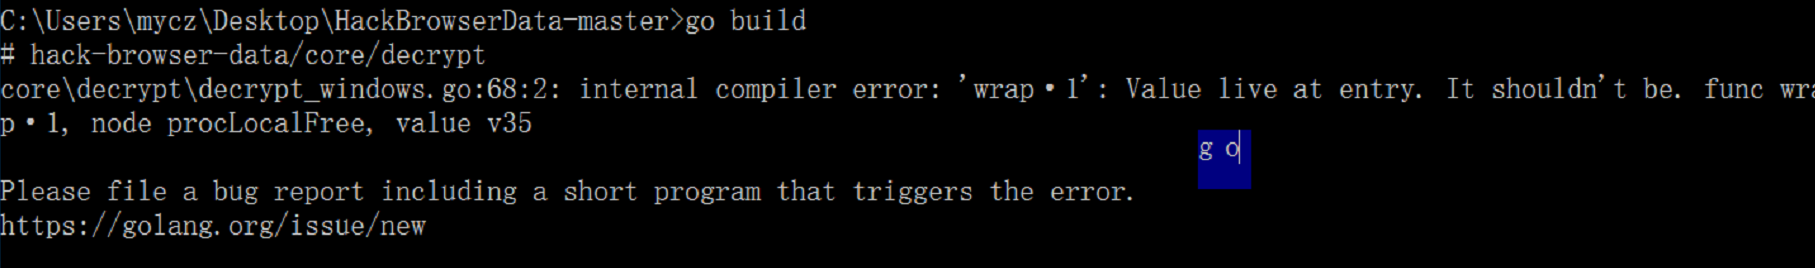 C:\Users\mycz\Desktop\HackBrowserData-master>go build
# hack-browser-data/core/decrypt
core\decrypt\decrypt_windows.go:68:2: internal compiler error: 'wrap·1': Value live at entry. It shouldn't be. func wra
p·1, node procLocalFree, value v35
g o
Please file a bug report including a short program that triggers the error.
https://golang.org/issue/new